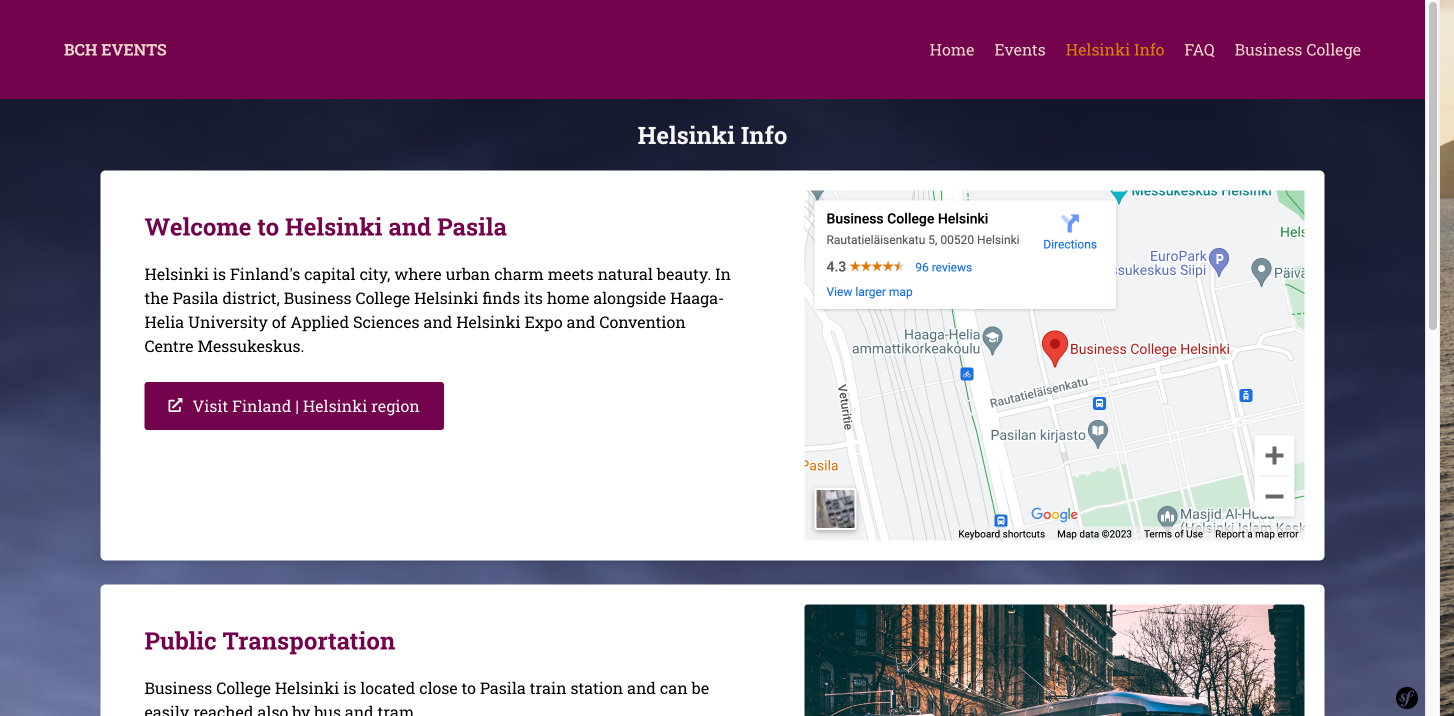 BCH EVENTS
Home Events Helsinki Info FAQ Business College
Helsinki Info
Welcome to Helsinki and Pasila
Helsinki is Finland's capital city, where urban charm meets natural beauty. In
the Pasila district, Business College Helsinki finds its home alongside Haaga-
Helia University of Applied Sciences and Helsinki Expo and Convention
Centre Messukeskus.
Visit Finland | Helsinki region
Messukeskus Helsinki
Business College Helsinki
Rautatieläisenkatu 5, 00520 Helsinki
Directions
4.3
96 reviews
View larger map
Hels
EuroPark
ssukeskus Siipi
P
Päivä
Haaga-Helia
ammattikorkeakoulu
Business College Helsinki
Rautatieläisenkatu
Veturitie
Pasilan kirjasto
Pasila
Google
Masjid Al-Huda
(Helsinki Islam Kesk
Keyboard shortcuts Map data ©2023 Terms of Use Report a map error
Public Transportation
Business College Helsinki is located close to Pasila train station and can be
easily reached also by bus and tram
sf